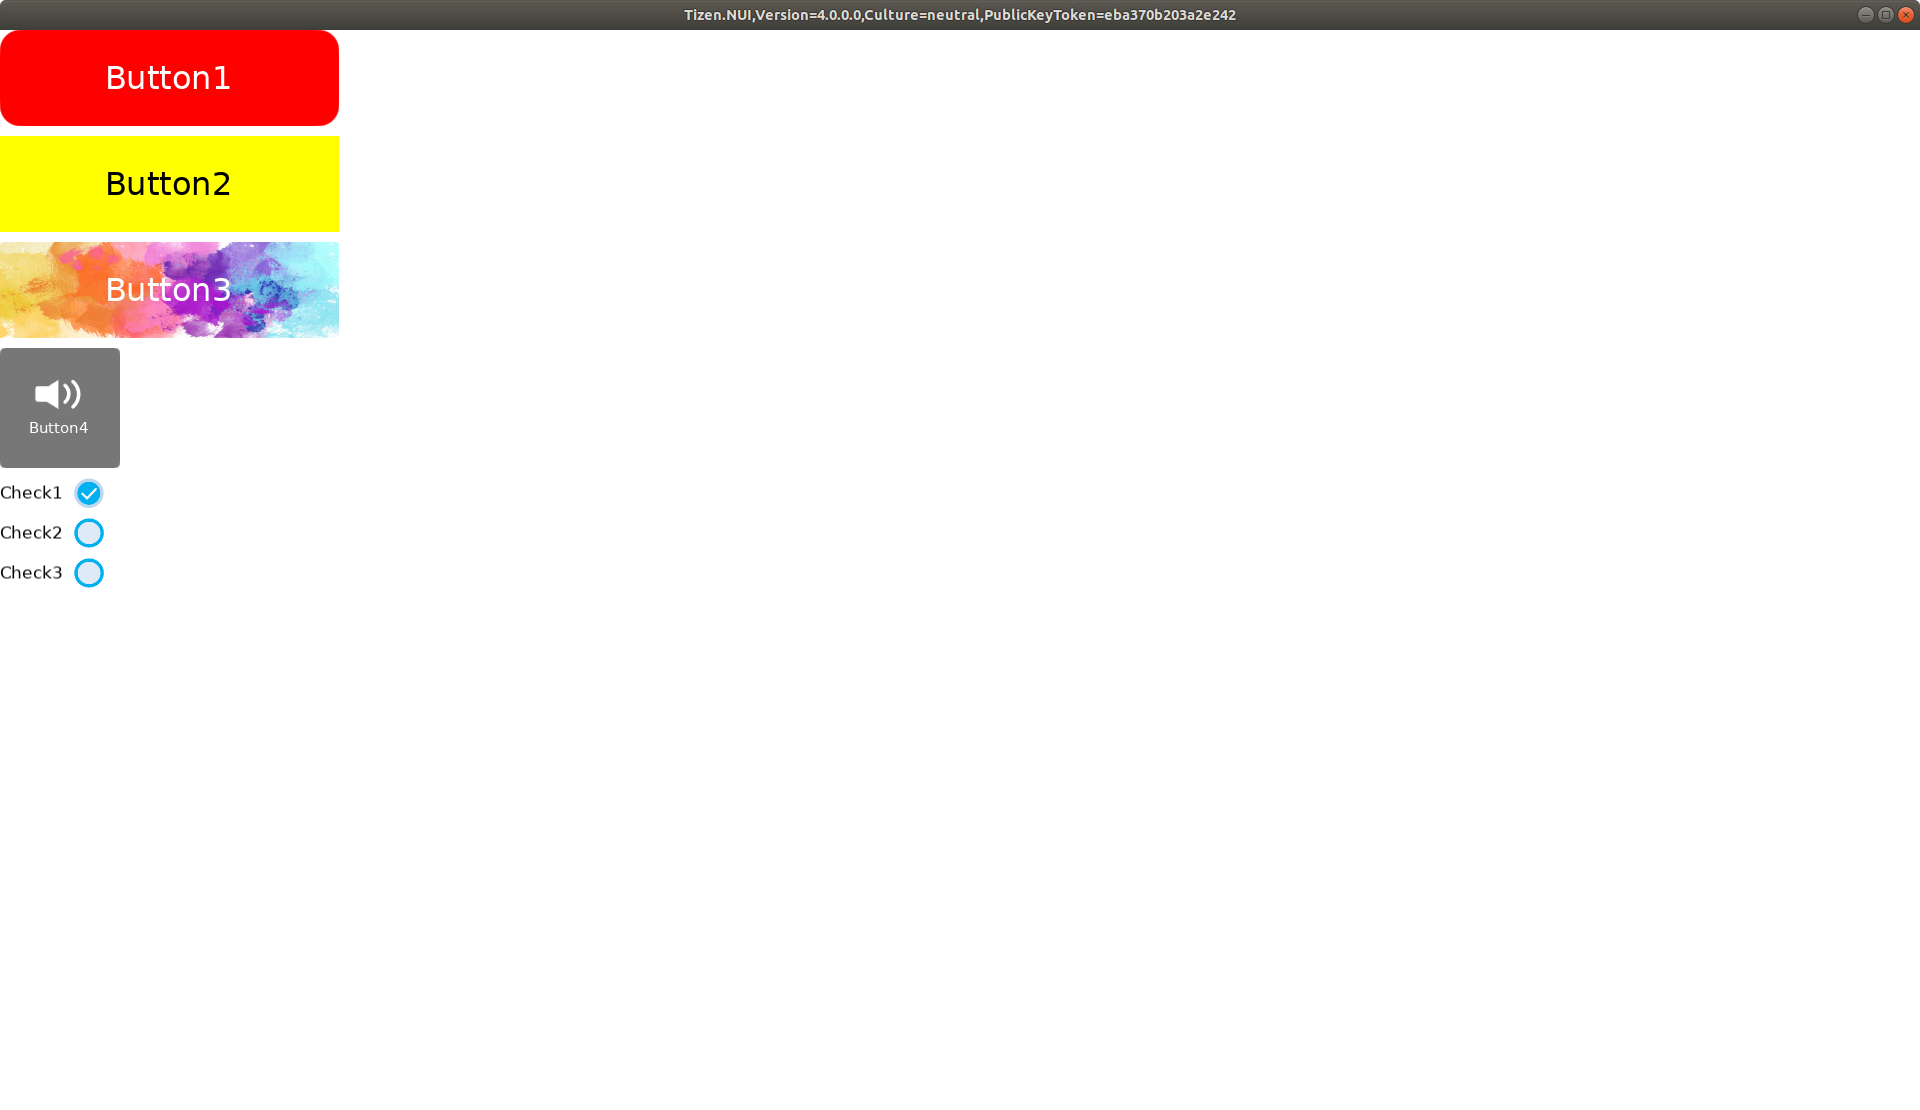 Tizen.NUI,Version=4.0.0.0,Culture=neutral,PublicKeyToken=eba370b203a2e242
Button1
Button2
Button3
Button4
Check1
Check2
Check3